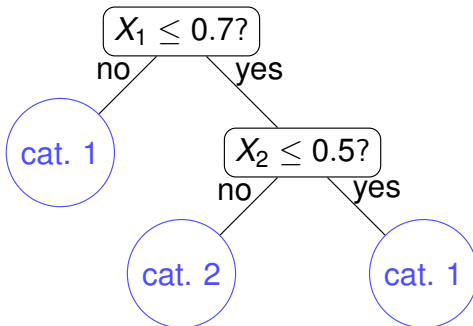 X₁ ≤ 0.7?
no yes
cat. 1
X₂ ≤ 0.5?
no yes
cat. 2 cat. 1